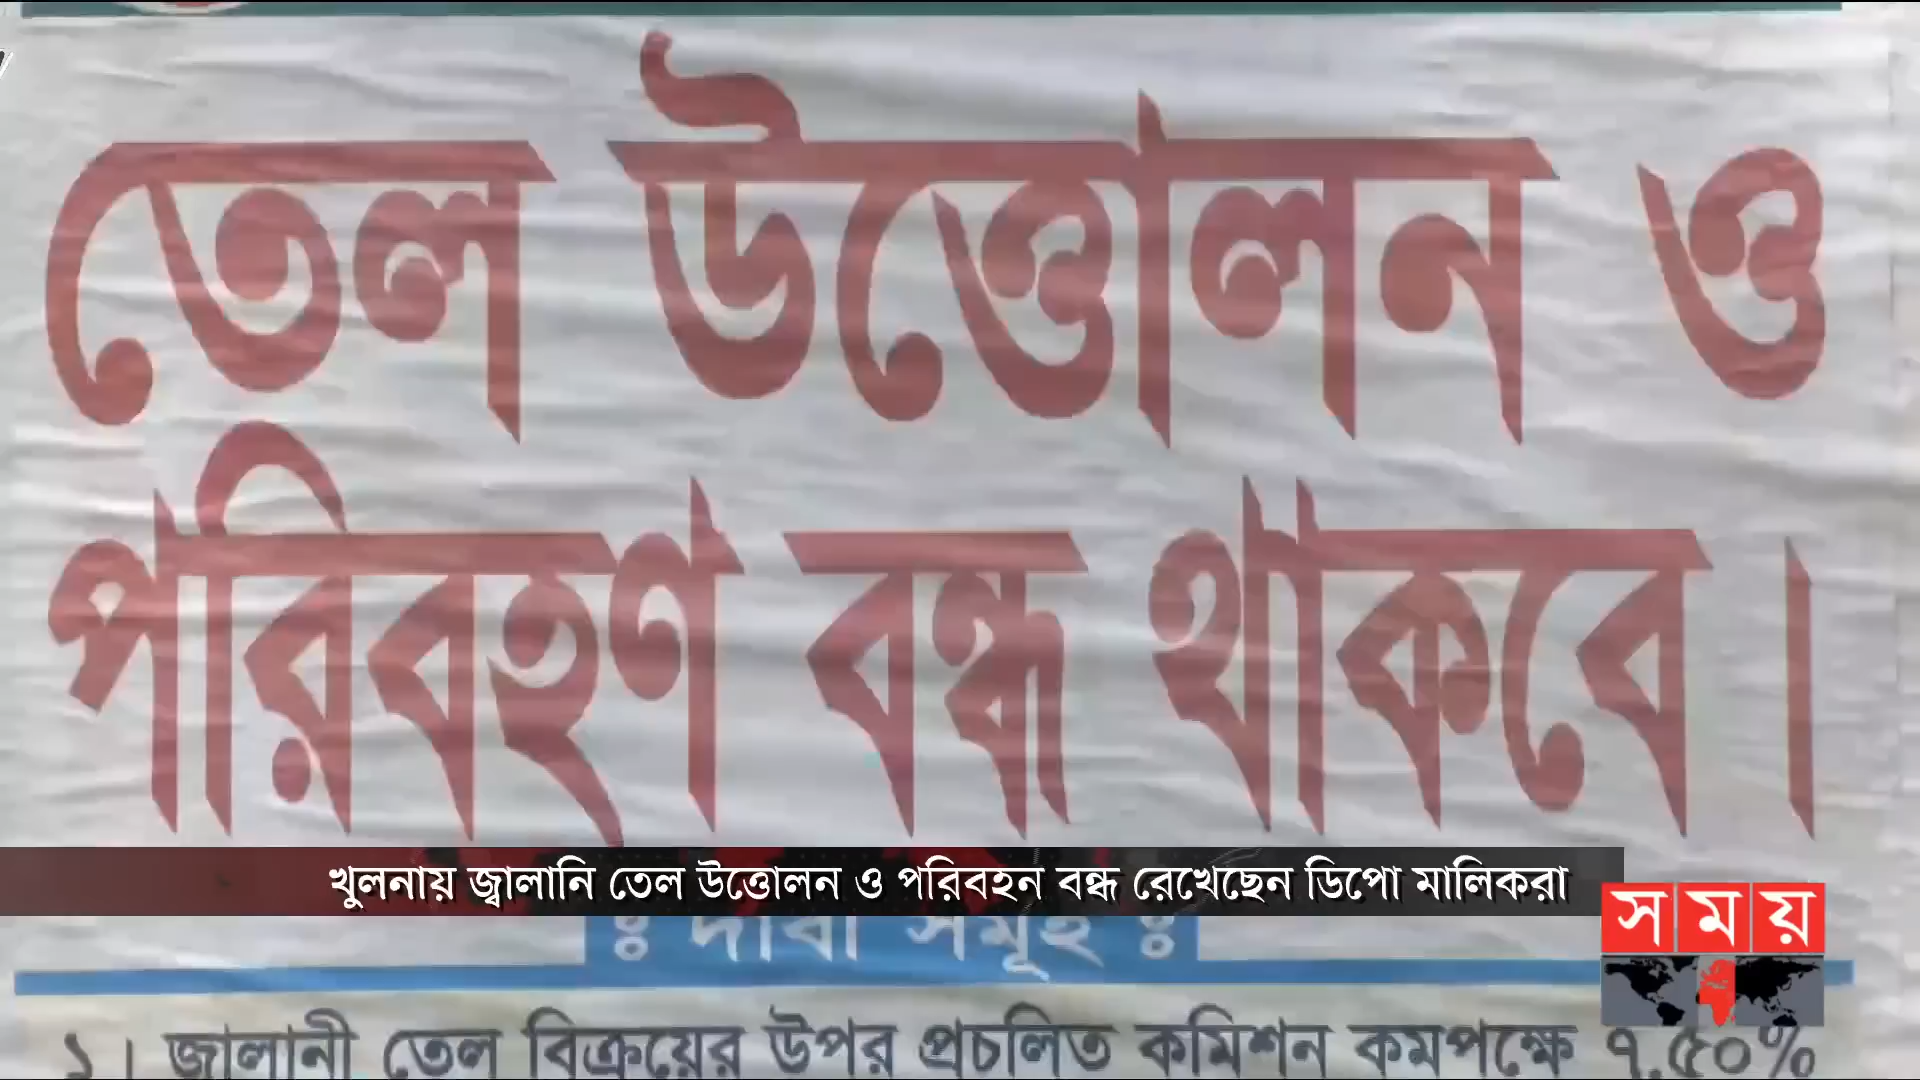 তেল উত্তোলন ও
পরিবহণ বন্ধ থাকবে।
খুলনায় জ্বালানি তেল উত্তোলন ও পরিবহন বন্ধ রেখেছেন ডিপো মালিকরা
সময়
ঃ দাবী সমূহ ঃ
১। জালানী তেল বিক্রয়ের উপর প্রচলিত কমিশন কমপক্ষে ৭.৫০%